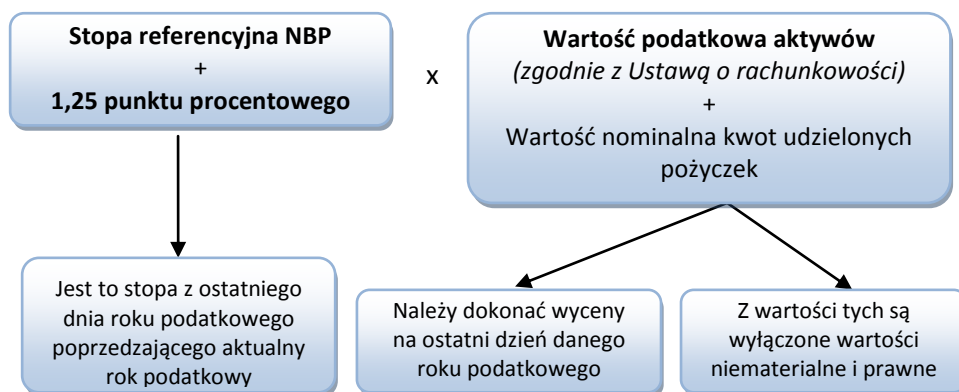 Stopa referencyjna NBP
+
1,25 punktu procentowego
x
Wartość podatkowa aktywów
(zgodnie z Ustawą o rachunkowości)
+
Wartość nominalna kwot udzielonych
pożyczek
Jest to stopa z ostatniego
dnia roku podatkowego
poprzedzającego aktualny
rok podatkowy
Należy dokonać wyceny
na ostatni dzień danego
roku podatkowego
Z wartości tych są
wyłączone wartości
niematerialne i prawne